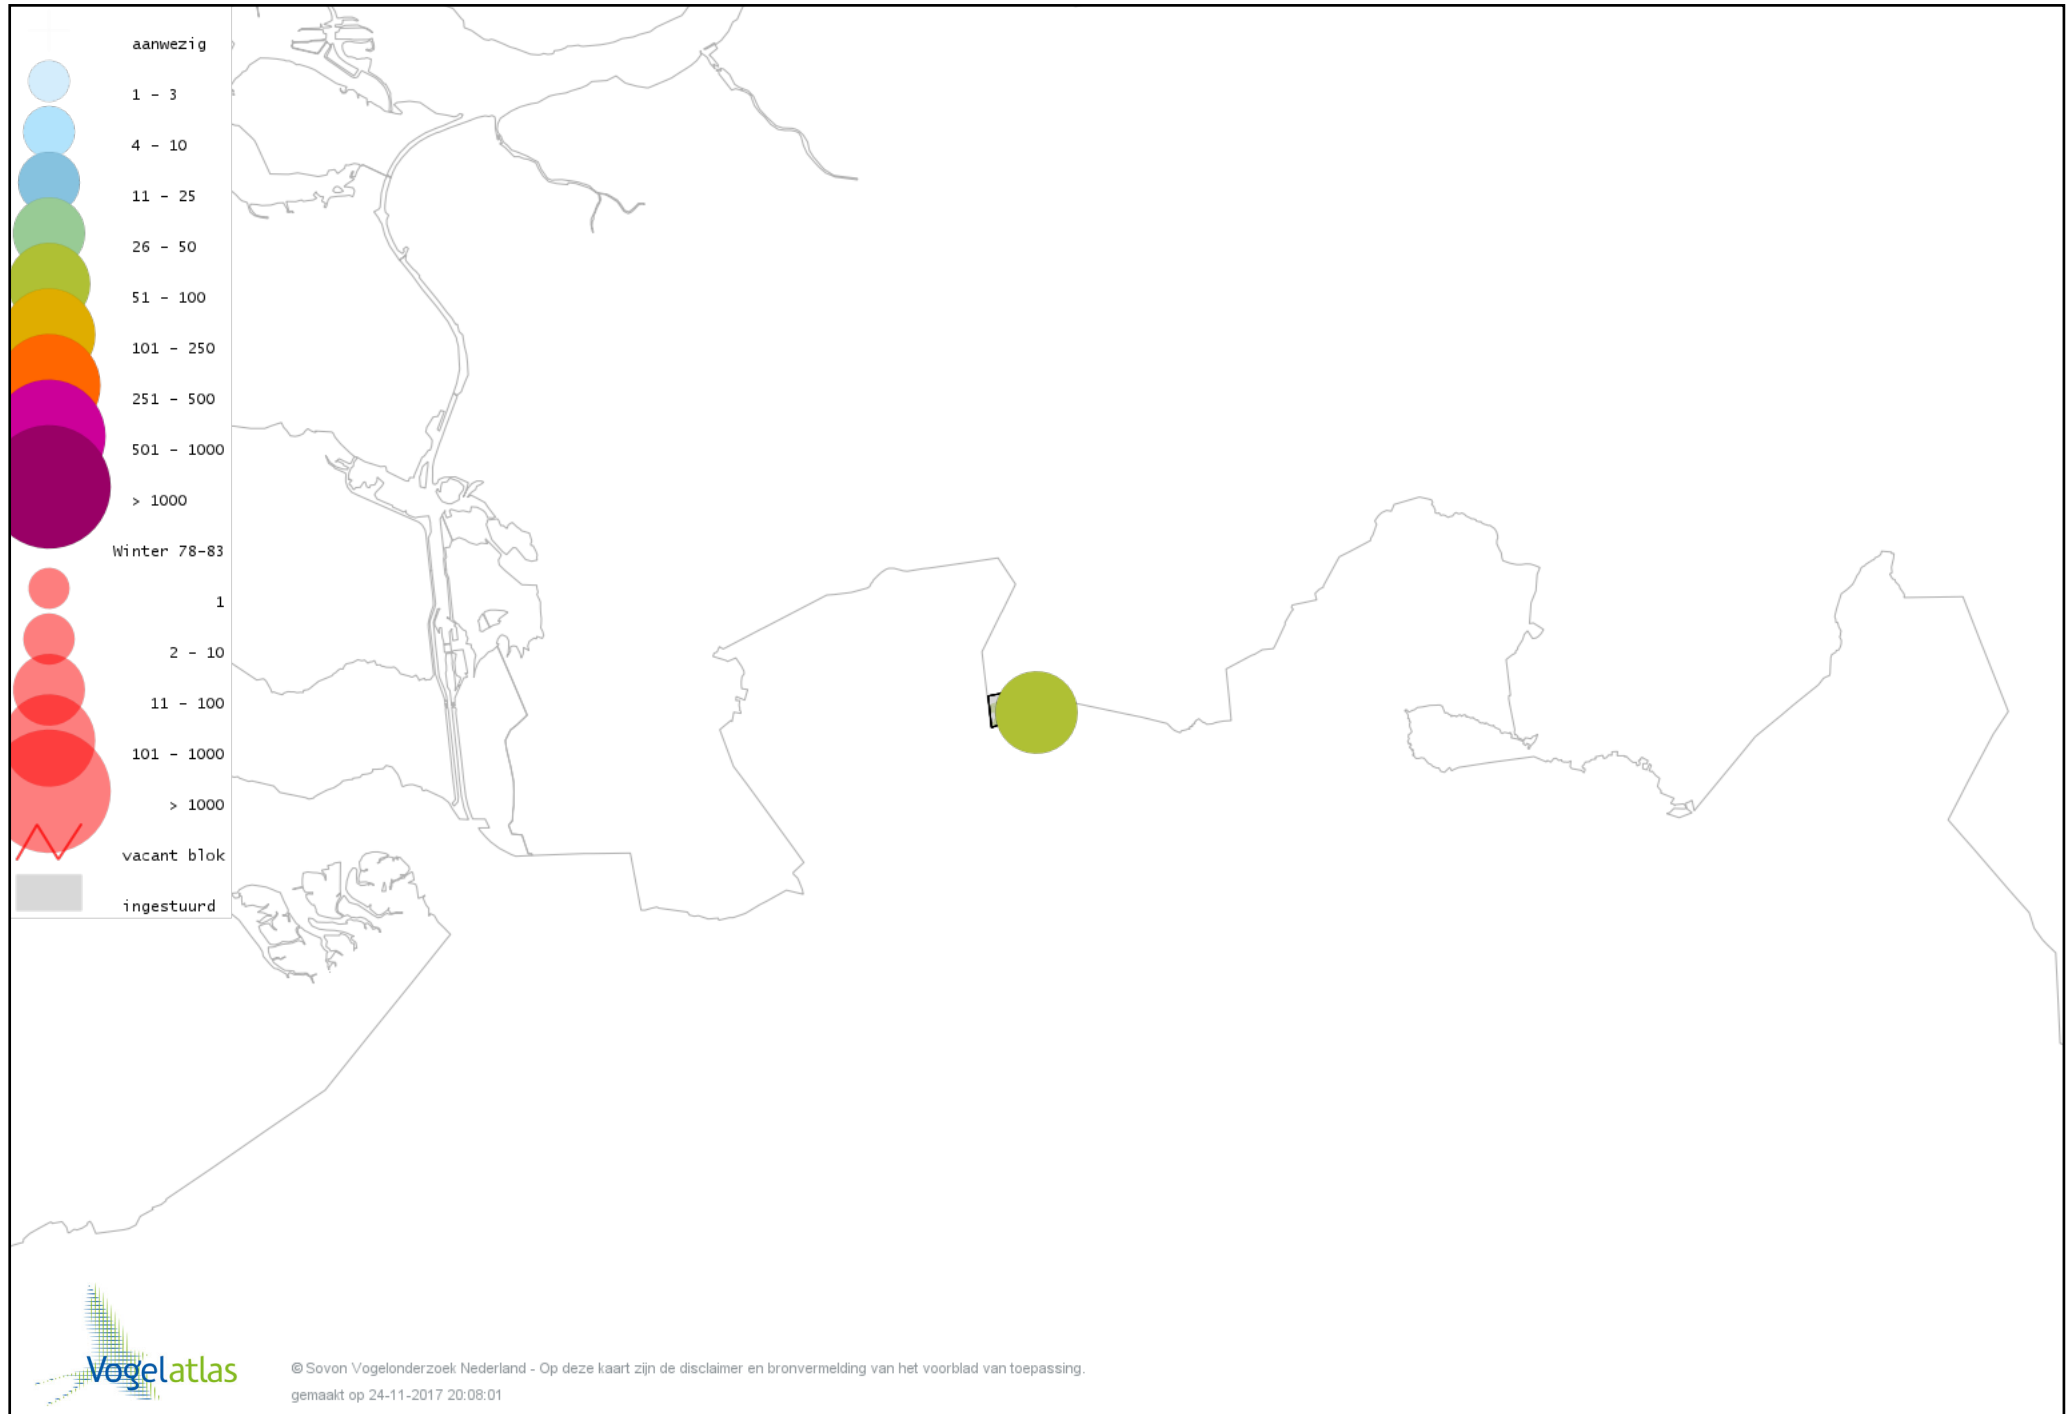 aanwezig
1 - 3
4 - 10
11 - 25
26 - 50
51 - 100
101 - 250
251 - 500
501 - 1000
> 1000
Winter 78-83
1
2 - 10
11 - 100
101 - 1000
> 1000
vacant blok
ingestuurd
Vogelatlas
© Sovon Vogelonderzoek Nederland - Op deze kaart zijn de disclaimer en bronvermelding van het voorblad van toepassing.
gemaakt op 24-11-2017 20:08:01